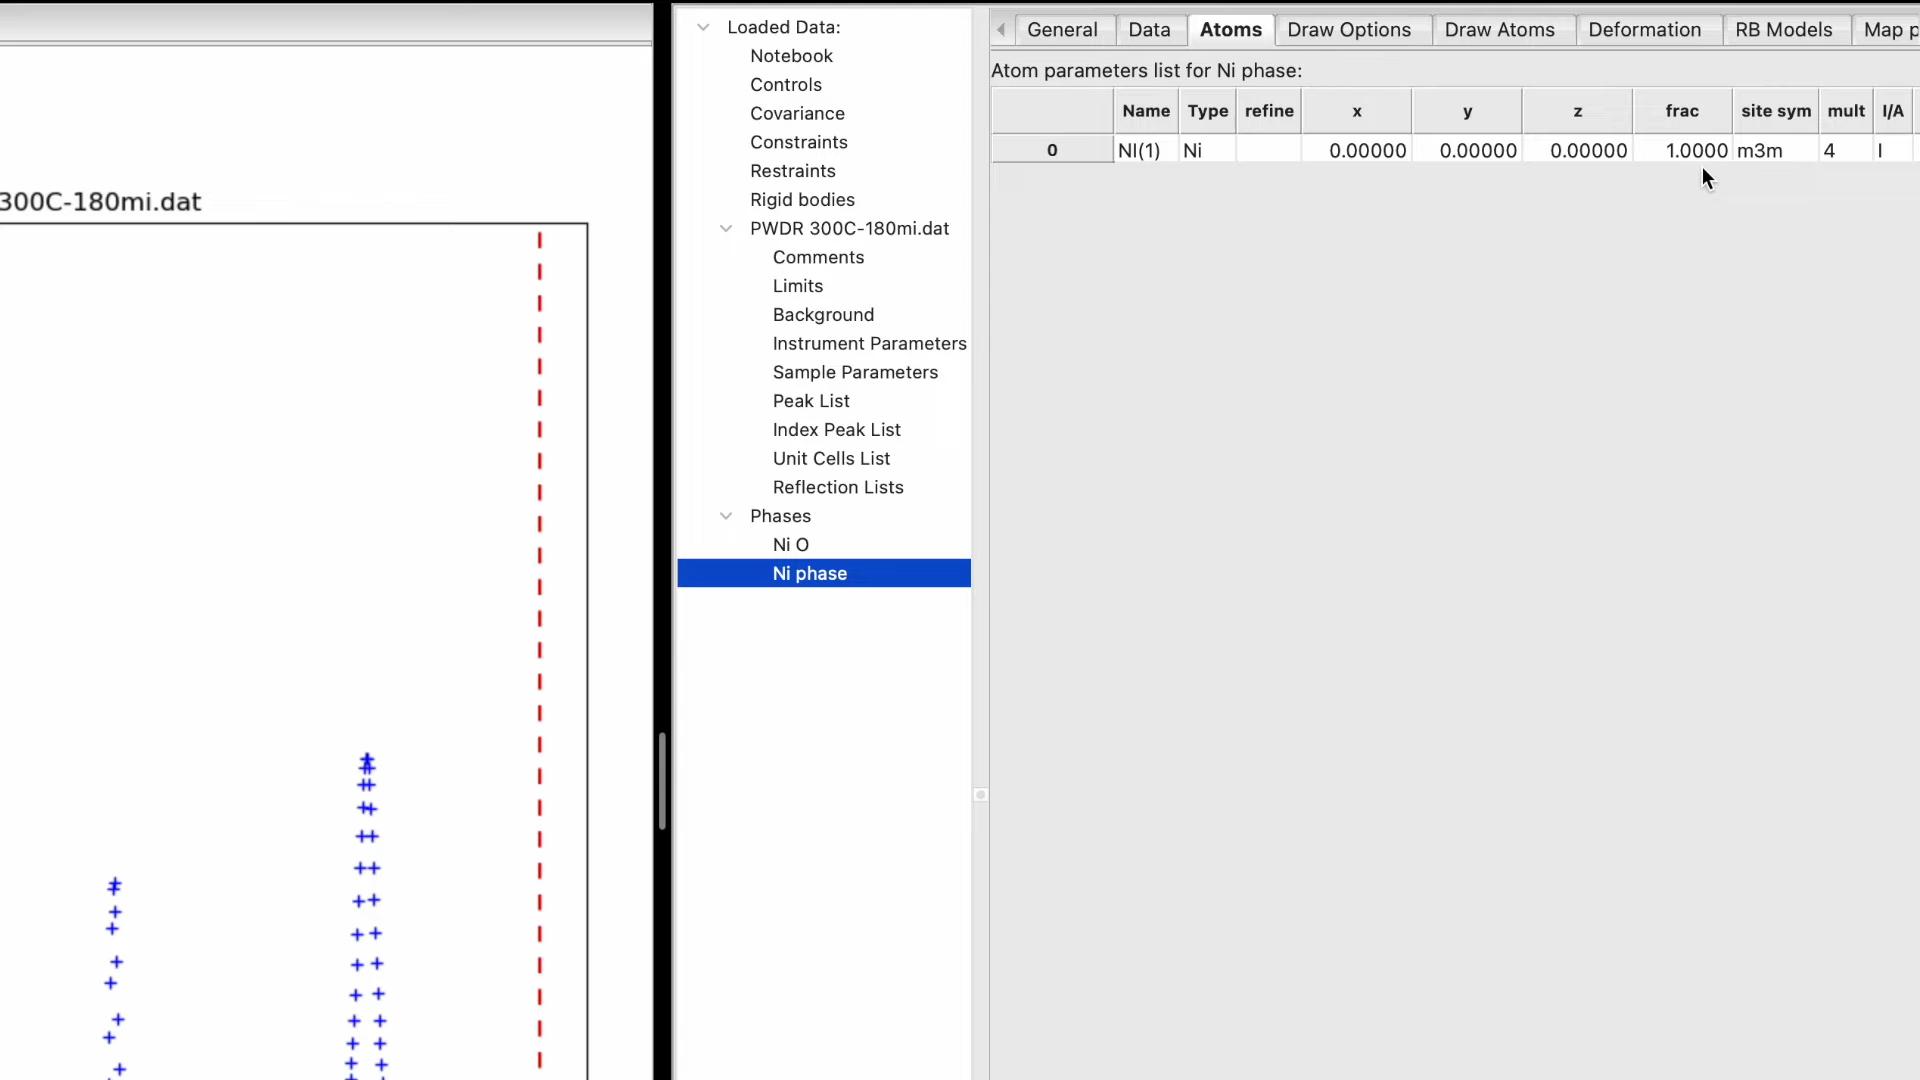 300C-180mi.dat
Loaded Data:
Notebook
Controls
Covariance
Constraints
Restraints
Rigid bodies
PWDR 300C-180mi.dat
Comments
Limits
Background
Instrument Parameters
Sample Parameters
Peak List
Index Peak List
Unit Cells List
Reflection Lists
Phases
Ni O
Ni phase
General Data Atoms Draw Options Draw Atoms Deformation RB Models Map p
Atom parameters list for Ni phase:
Name Type refine x y z frac site sym mult I/A
0 NI(1) Ni 0.00000 0.00000 0.00000 1.0000 m3m 4 I